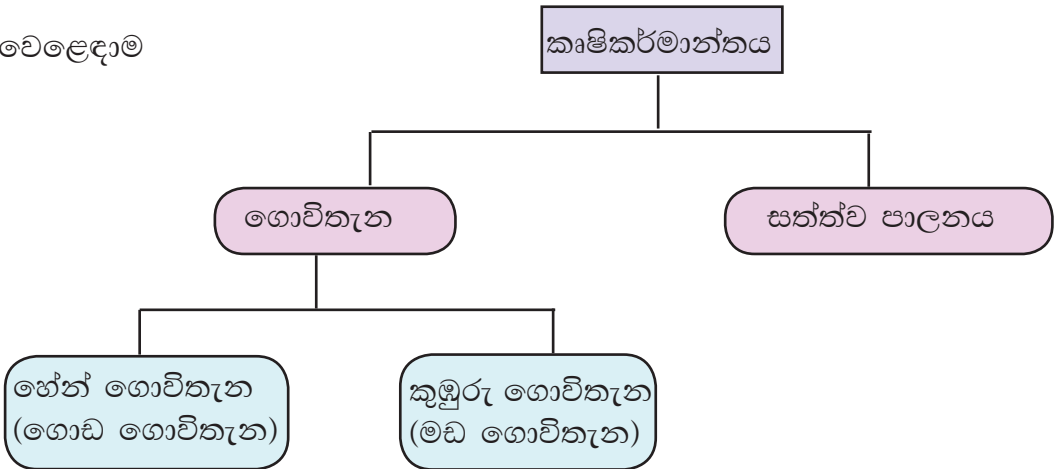 වෙළෙඳාම
කෘෂිකර්මාන්තය
ගොවිතැන
සත්ත්ව පාලනය
හේන් ගොවිතැන
(ගොඩ ගොවිතැන)
කුඹුරු ගොවිතැන
(මඩ ගොවිතැන)